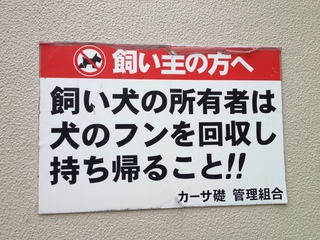 飼い主の方へ
飼い犬の所有者は
犬のフンを回収し
持ち帰ること!!
カーサ礎 管理組合